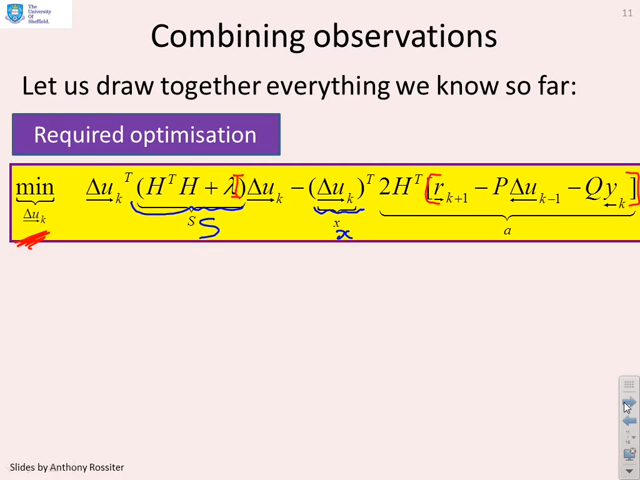 The
University
Of
Sheffield.
11
Combining observations
Let us draw together everything we know so far:
Required optimisation
min Δu_k^T (H^T H + λI) Δu_k − (Δu_k)^T 2H^T [r_{k+1} − PΔu_{k−1} − Qy_k]
Δu_k S x a
S x
Slides by Anthony Rossiter